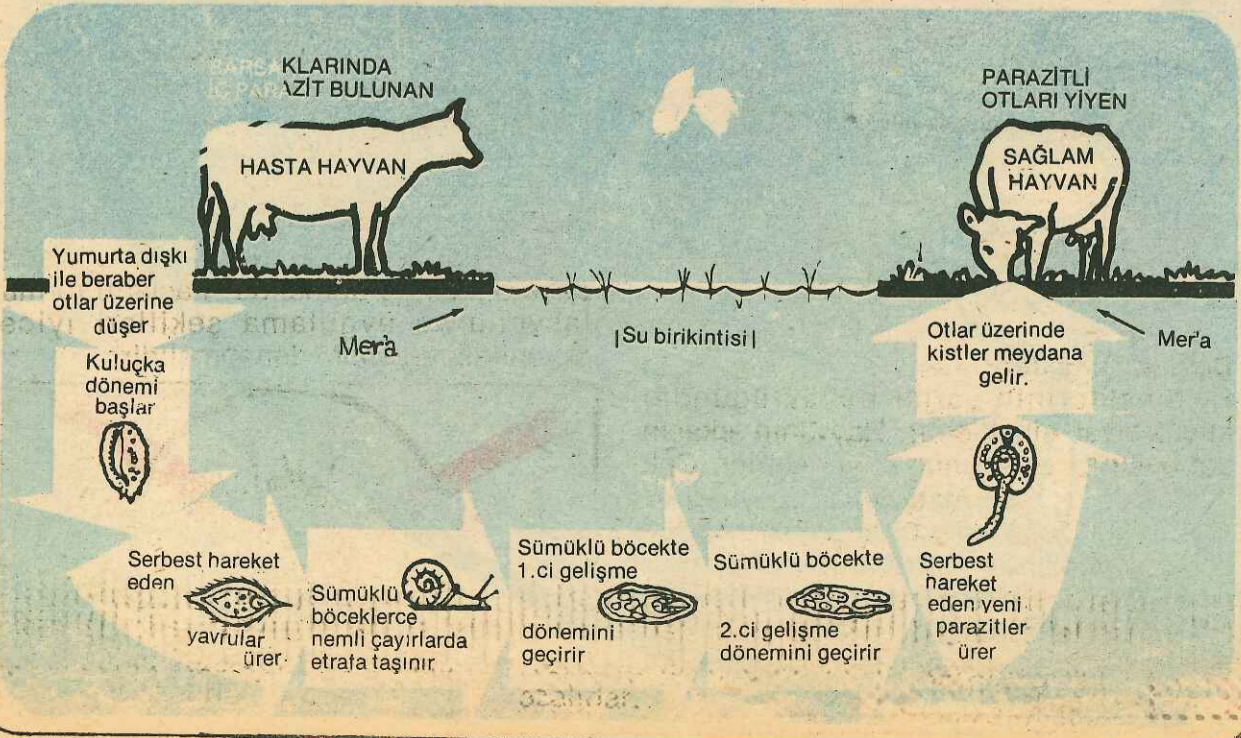 BARSAKLARINDA
İÇ PARAZİT BULUNAN
HASTA HAYVAN
PARAZİTLİ
OTLARI YİYEN
SAĞLAM
HAYVAN
Yumurta dışkı
ile beraber
otlar üzerine
düşer
Mer'a
Su birikintisi
Otlar üzerinde
kistler meydana
gelir.
Mer'a
Kuluçka
dönemi
başlar
Serbest hareket
eden
yavrular
ürer.
Sümüklü
böceklerce
nemli çayırlarda
etrafa taşınır
Sümüklü böcekte
1.ci gelişme
dönemini
geçirir
Sümüklü böcekte
2.ci gelişme
dönemini geçirir
Serbest
hareket
eden yeni
parazitler
ürer